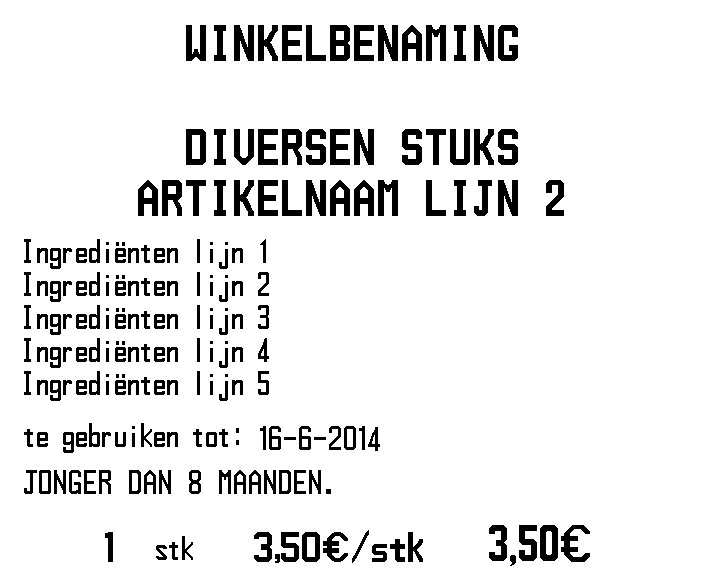 WINKELBENAMING
DIVERSEN STUKS
ARTIKELNAAM LIJN 2
Ingrediënten lijn 1
Ingrediënten lijn 2
Ingrediënten lijn 3
Ingrediënten lijn 4
Ingrediënten lijn 5
te gebruiken tot: 16-6-2014
JONGER DAN 8 MAANDEN.
1 stk 3,50€/stk 3,50€